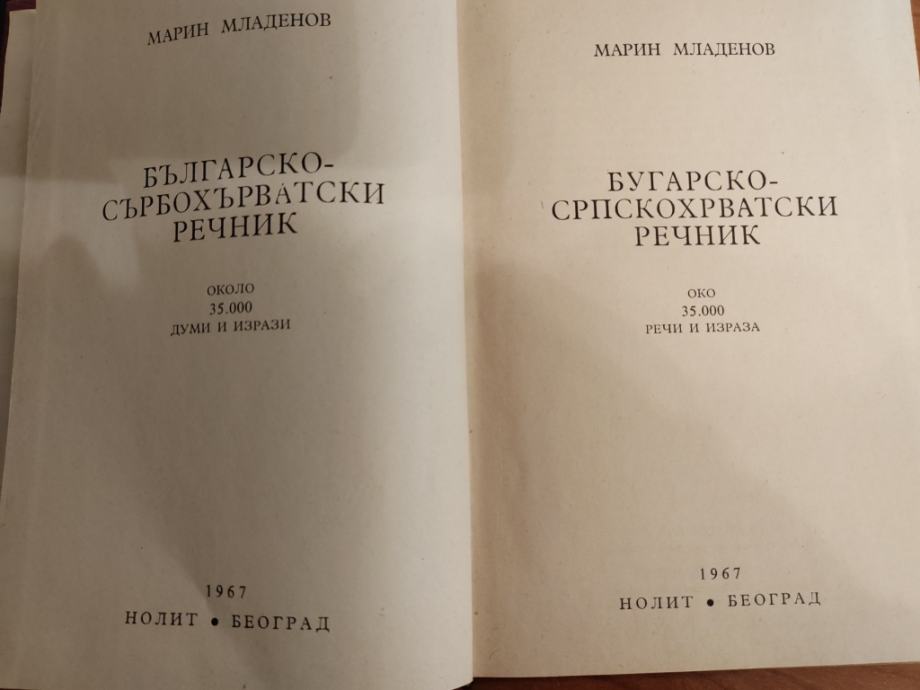 МАРИН МЛАДЕНОВ
БЪЛГАРСКО-
СЪРБОХЪРВАТСКИ
РЕЧНИК
ОКОЛО
35.000
ДУМИ И ИЗРАЗИ
1967
НОЛИТ • БЕОГРАД
МАРИН МЛАДЕНОВ
БУГАРСКО-
СРПСКОХРВАТСКИ
РЕЧНИК
ОКО
35.000
РЕЧИ И ИЗРАЗА
1967
НОЛИТ • БЕОГРАД